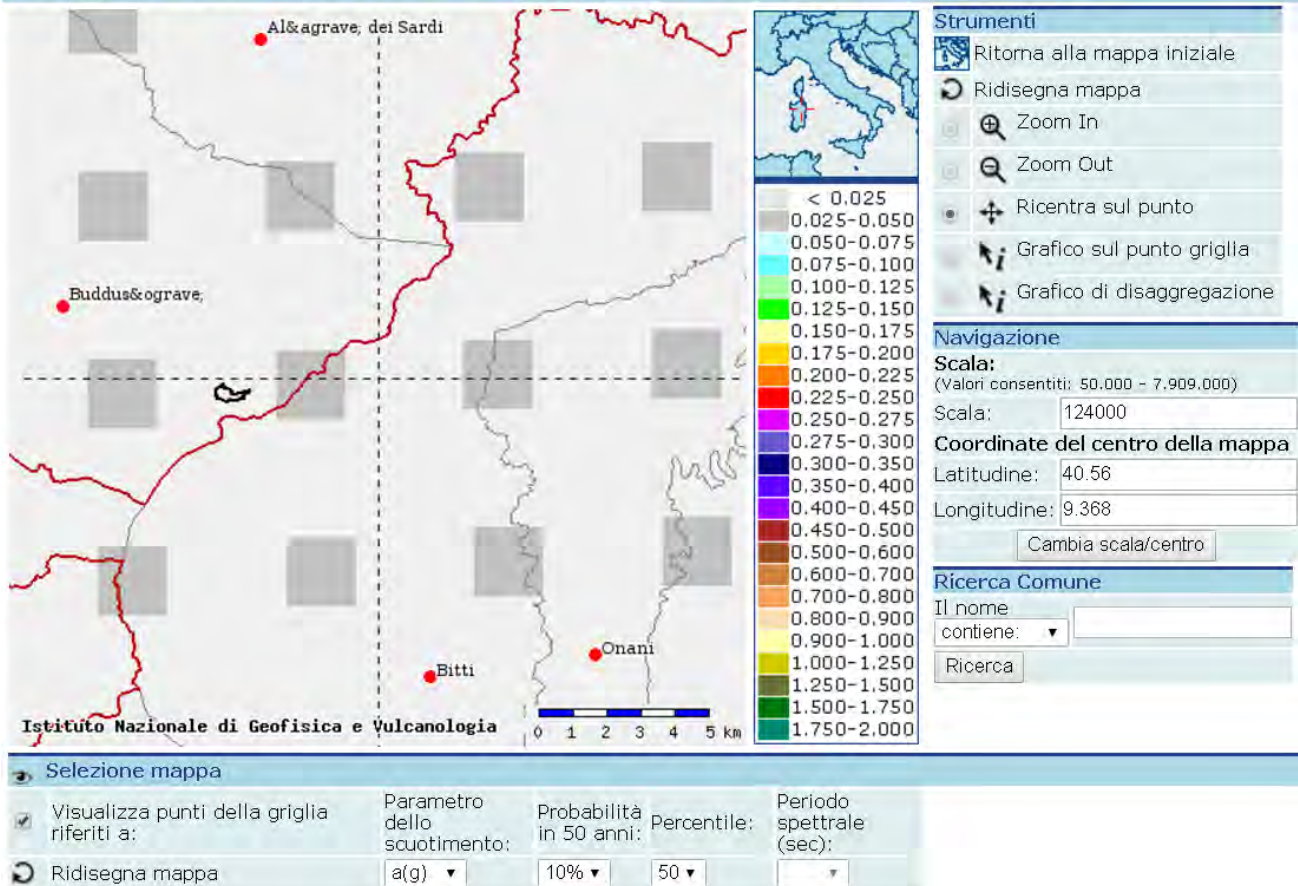 Al&agrave; dei Sardi
Buddus&ograve;
Onani
Bitti
Istituto Nazionale di Geofisica e Vulcanologia
0 1 2 3 4 5 km
< 0.025
0.025-0.050
0.050-0.075
0.075-0.100
0.100-0.125
0.125-0.150
0.150-0.175
0.175-0.200
0.200-0.225
0.225-0.250
0.250-0.275
0.275-0.300
0.300-0.350
0.350-0.400
0.400-0.450
0.450-0.500
0.500-0.600
0.600-0.700
0.700-0.800
0.800-0.900
0.900-1.000
1.000-1.250
1.250-1.500
1.500-1.750
1.750-2.000
Strumenti
Ritorna alla mappa iniziale
Ridisegna mappa
Zoom In
Zoom Out
Ricentra sul punto
Grafico sul punto griglia
Grafico di disaggregazione
Navigazione
Scala:
(Valori consentiti: 50.000 - 7.909.000)
Scala: 124000
Coordinate del centro della mappa
Latitudine: 40.56
Longitudine: 9.368
Cambia scala/centro
Ricerca Comune
Il nome
contiene:
Ricerca
Selezione mappa
Visualizza punti della griglia
riferiti a:
Parametro
dello
scuotimento:
Probabilità
in 50 anni:
Percentile:
Periodo
spettrale
(sec):
Ridisegna mappa
a(g)
10%
50